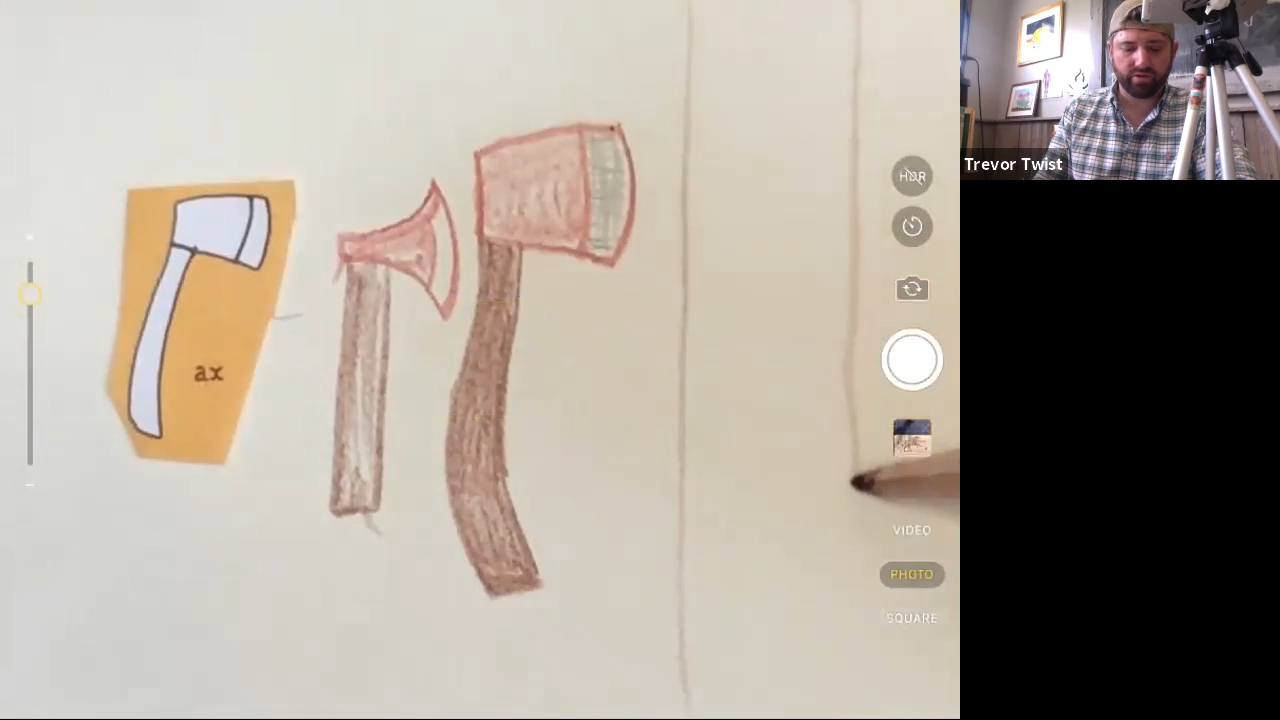 Trevor Twist
HDR
ax
VIDEO
PHOTO
SQUARE